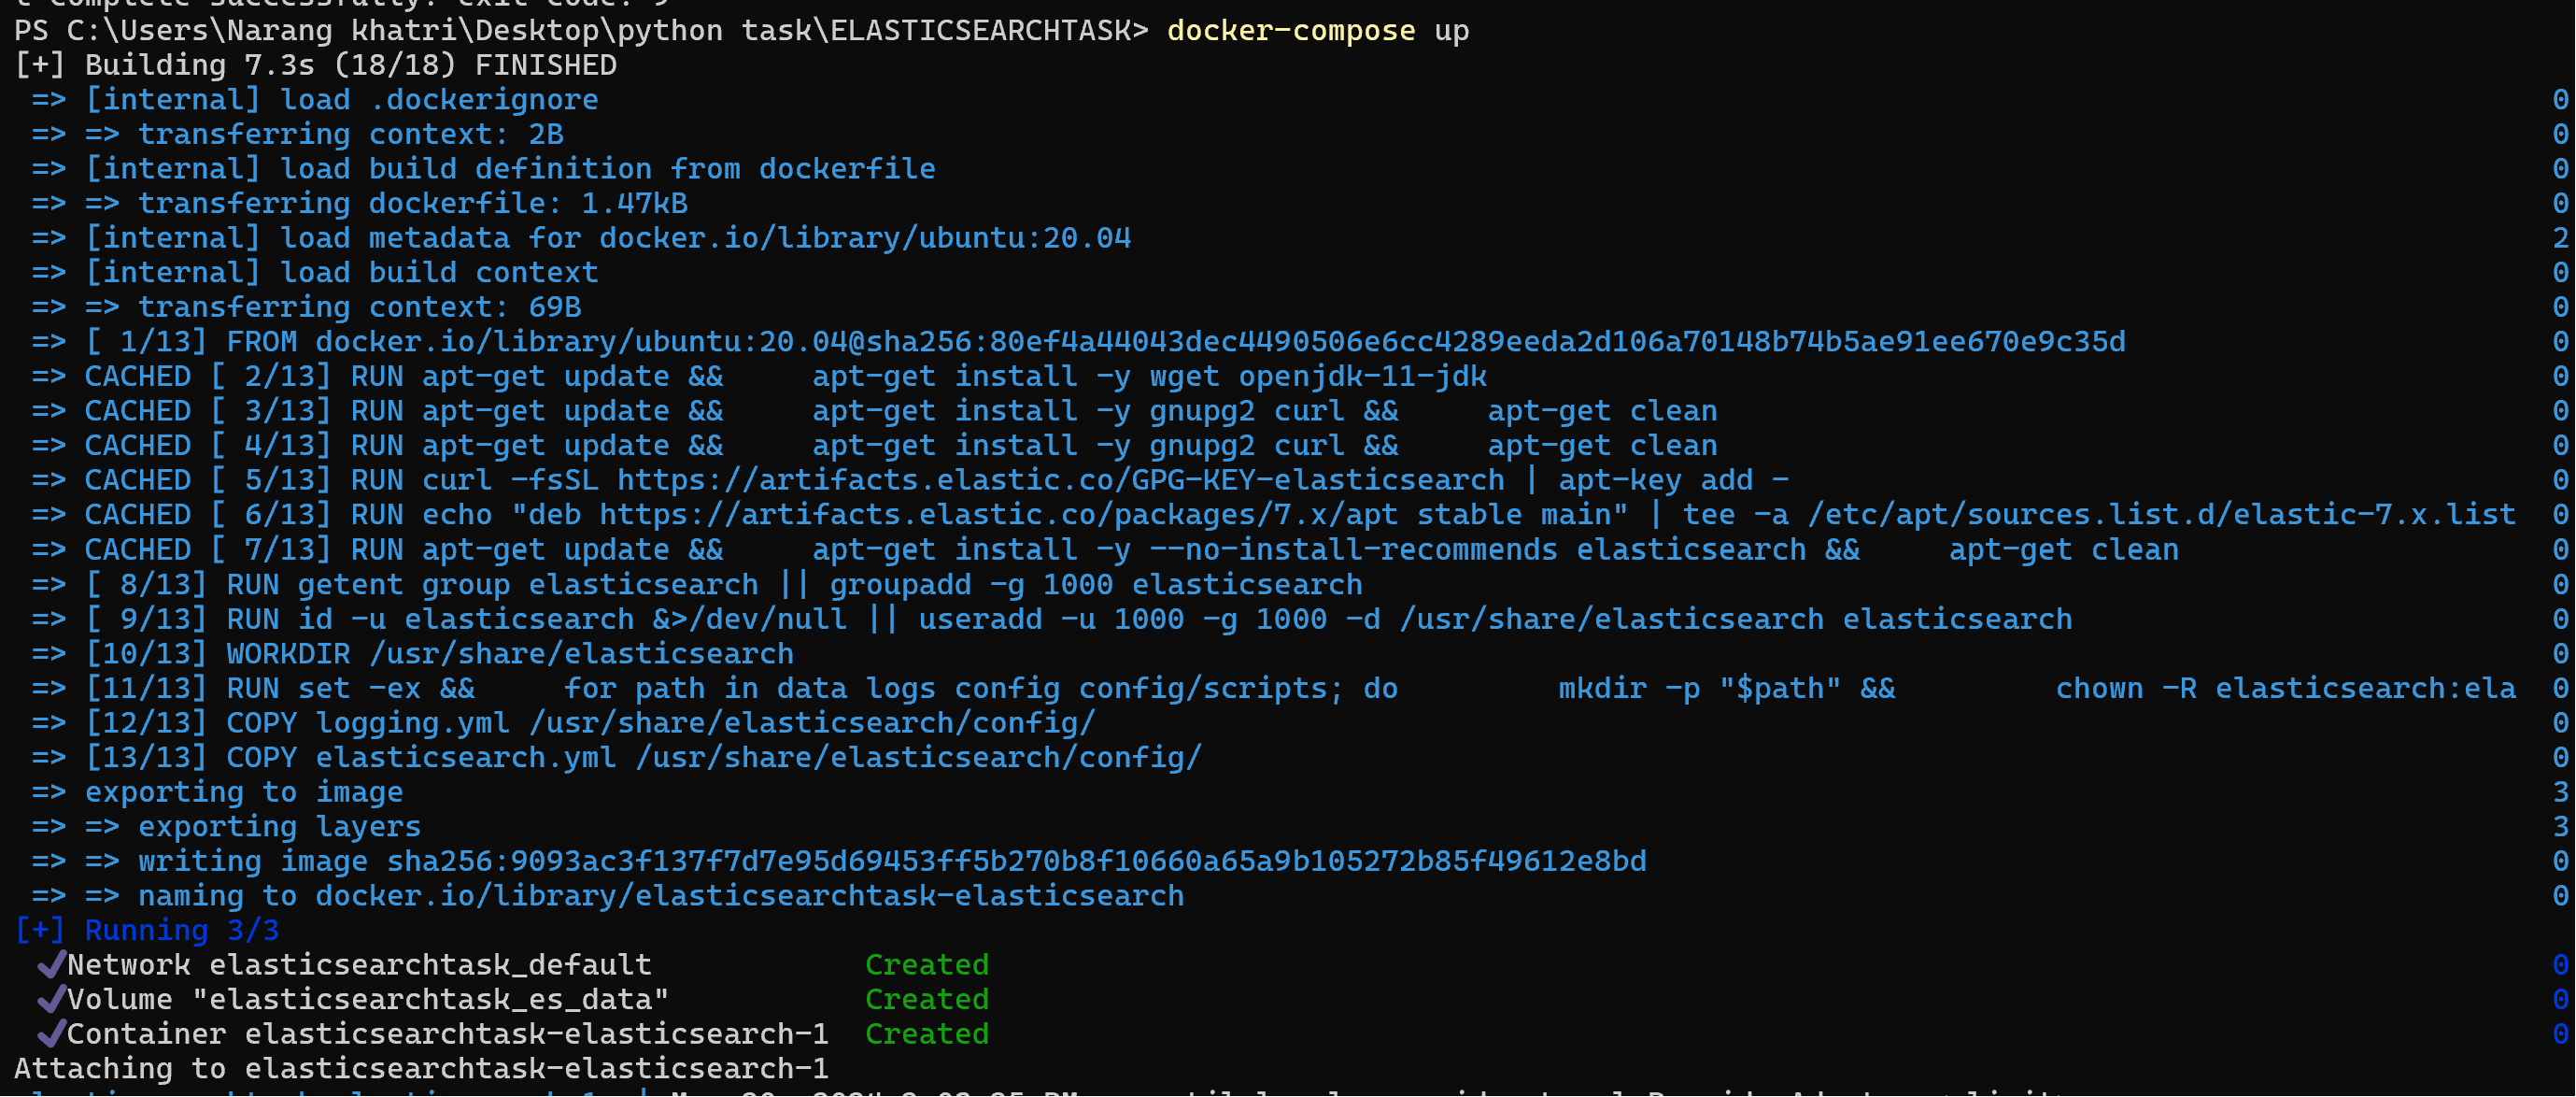 t complete successfully: exit code: 9
PS C:\Users\Narang khatri\Desktop\python task\ELASTICSEARCHTASK> docker-compose up
[+] Building 7.3s (18/18) FINISHED
 => [internal] load .dockerignore 0
 => => transferring context: 2B 0
 => [internal] load build definition from dockerfile 0
 => => transferring dockerfile: 1.47kB 0
 => [internal] load metadata for docker.io/library/ubuntu:20.04 2
 => [internal] load build context 0
 => => transferring context: 69B 0
 => [ 1/13] FROM docker.io/library/ubuntu:20.04@sha256:80ef4a44043dec4490506e6cc4289eeda2d106a70148b74b5ae91ee670e9c35d 0
 => CACHED [ 2/13] RUN apt-get update &&     apt-get install -y wget openjdk-11-jdk 0
 => CACHED [ 3/13] RUN apt-get update &&     apt-get install -y gnupg2 curl &&     apt-get clean 0
 => CACHED [ 4/13] RUN apt-get update &&     apt-get install -y gnupg2 curl &&     apt-get clean 0
 => CACHED [ 5/13] RUN curl -fsSL https://artifacts.elastic.co/GPG-KEY-elasticsearch | apt-key add - 0
 => CACHED [ 6/13] RUN echo "deb https://artifacts.elastic.co/packages/7.x/apt stable main" | tee -a /etc/apt/sources.list.d/elastic-7.x.list 0
 => CACHED [ 7/13] RUN apt-get update &&     apt-get install -y --no-install-recommends elasticsearch &&     apt-get clean 0
 => [ 8/13] RUN getent group elasticsearch || groupadd -g 1000 elasticsearch 0
 => [ 9/13] RUN id -u elasticsearch &>/dev/null || useradd -u 1000 -g 1000 -d /usr/share/elasticsearch elasticsearch 0
 => [10/13] WORKDIR /usr/share/elasticsearch 0
 => [11/13] RUN set -ex &&     for path in data logs config config/scripts; do         mkdir -p "$path" &&         chown -R elasticsearch:ela 0
 => [12/13] COPY logging.yml /usr/share/elasticsearch/config/ 0
 => [13/13] COPY elasticsearch.yml /usr/share/elasticsearch/config/ 0
 => exporting to image 3
 => => exporting layers 3
 => => writing image sha256:9093ac3f137f7d7e95d69453ff5b270b8f10660a65a9b105272b85f49612e8bd 0
 => => naming to docker.io/library/elasticsearchtask-elasticsearch 0
[+] Running 3/3
 ✔Network elasticsearchtask_default Created 0
 ✔Volume "elasticsearchtask_es_data" Created 0
 ✔Container elasticsearchtask-elasticsearch-1 Created 0
Attaching to elasticsearchtask-elasticsearch-1